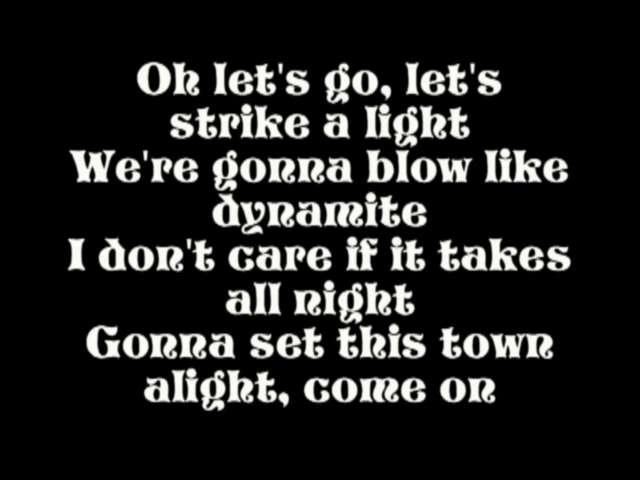 Oh let's go, let's
strike a light
We're gonna blow like
dynamite
I don't care if it takes
all night
Gonna set this town
alight, come on